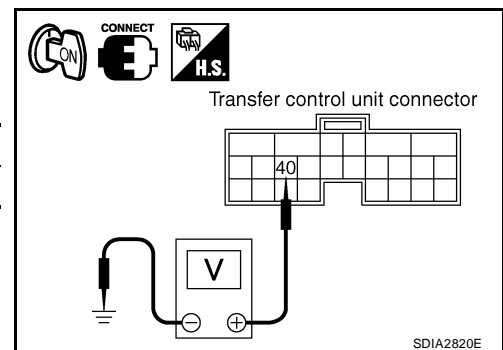 CONNECT
ON
H.S.
Transfer control unit connector
40
V
SDIA2820E